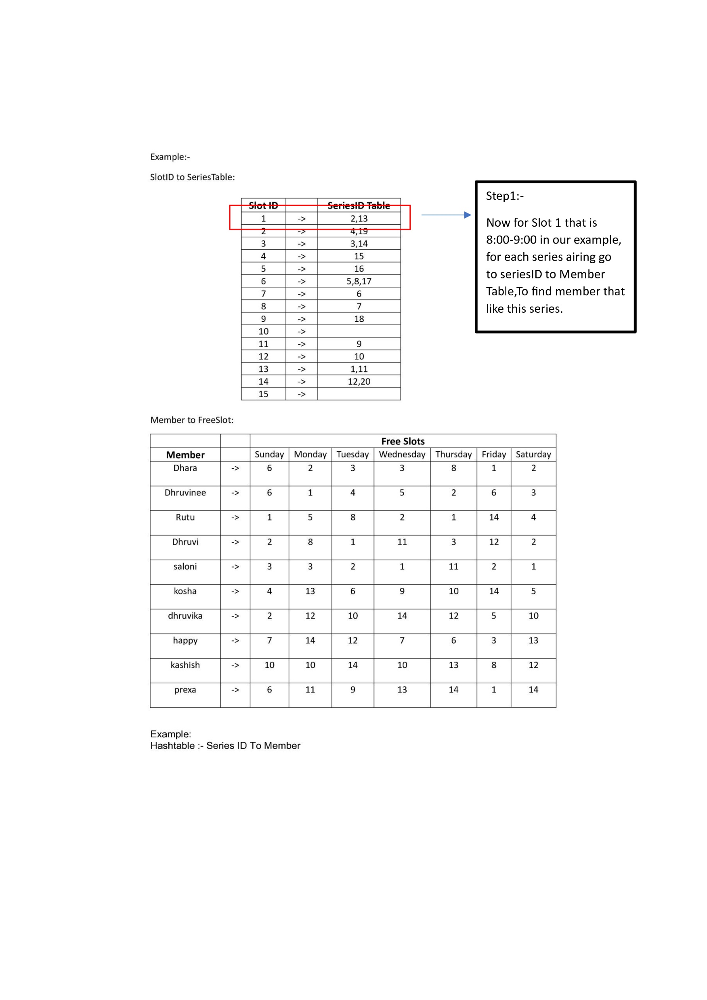 Example:-
SlotID to SeriesTable:
Slot ID SeriesID Table
1 -> 2,13
2 -> 4,19
3 -> 3,14
4 -> 15
5 -> 16
6 -> 5,8,17
7 -> 6
8 -> 7
9 -> 18
10 ->
11 -> 9
12 -> 10
13 -> 1,11
14 -> 12,20
15 ->
Step1:-
Now for Slot 1 that is
8:00-9:00 in our example,
for each series airing go
to seriesID to Member
Table,To find member that
like this series.
Member to FreeSlot:
Free Slots
Member Sunday Monday Tuesday Wednesday Thursday Friday Saturday
Dhara -> 6 2 3 3 8 1 2
Dhruvinee -> 6 1 4 5 2 6 3
Rutu -> 1 5 8 2 1 14 4
Dhruvi -> 2 8 1 11 3 12 2
saloni -> 3 3 2 1 11 2 1
kosha -> 4 13 6 9 10 14 5
dhruvika -> 2 12 10 14 12 5 10
happy -> 7 14 12 7 6 3 13
kashish -> 10 10 14 10 13 8 12
prexa -> 6 11 9 13 14 1 14
Example:
Hashtable :- Series ID To Member